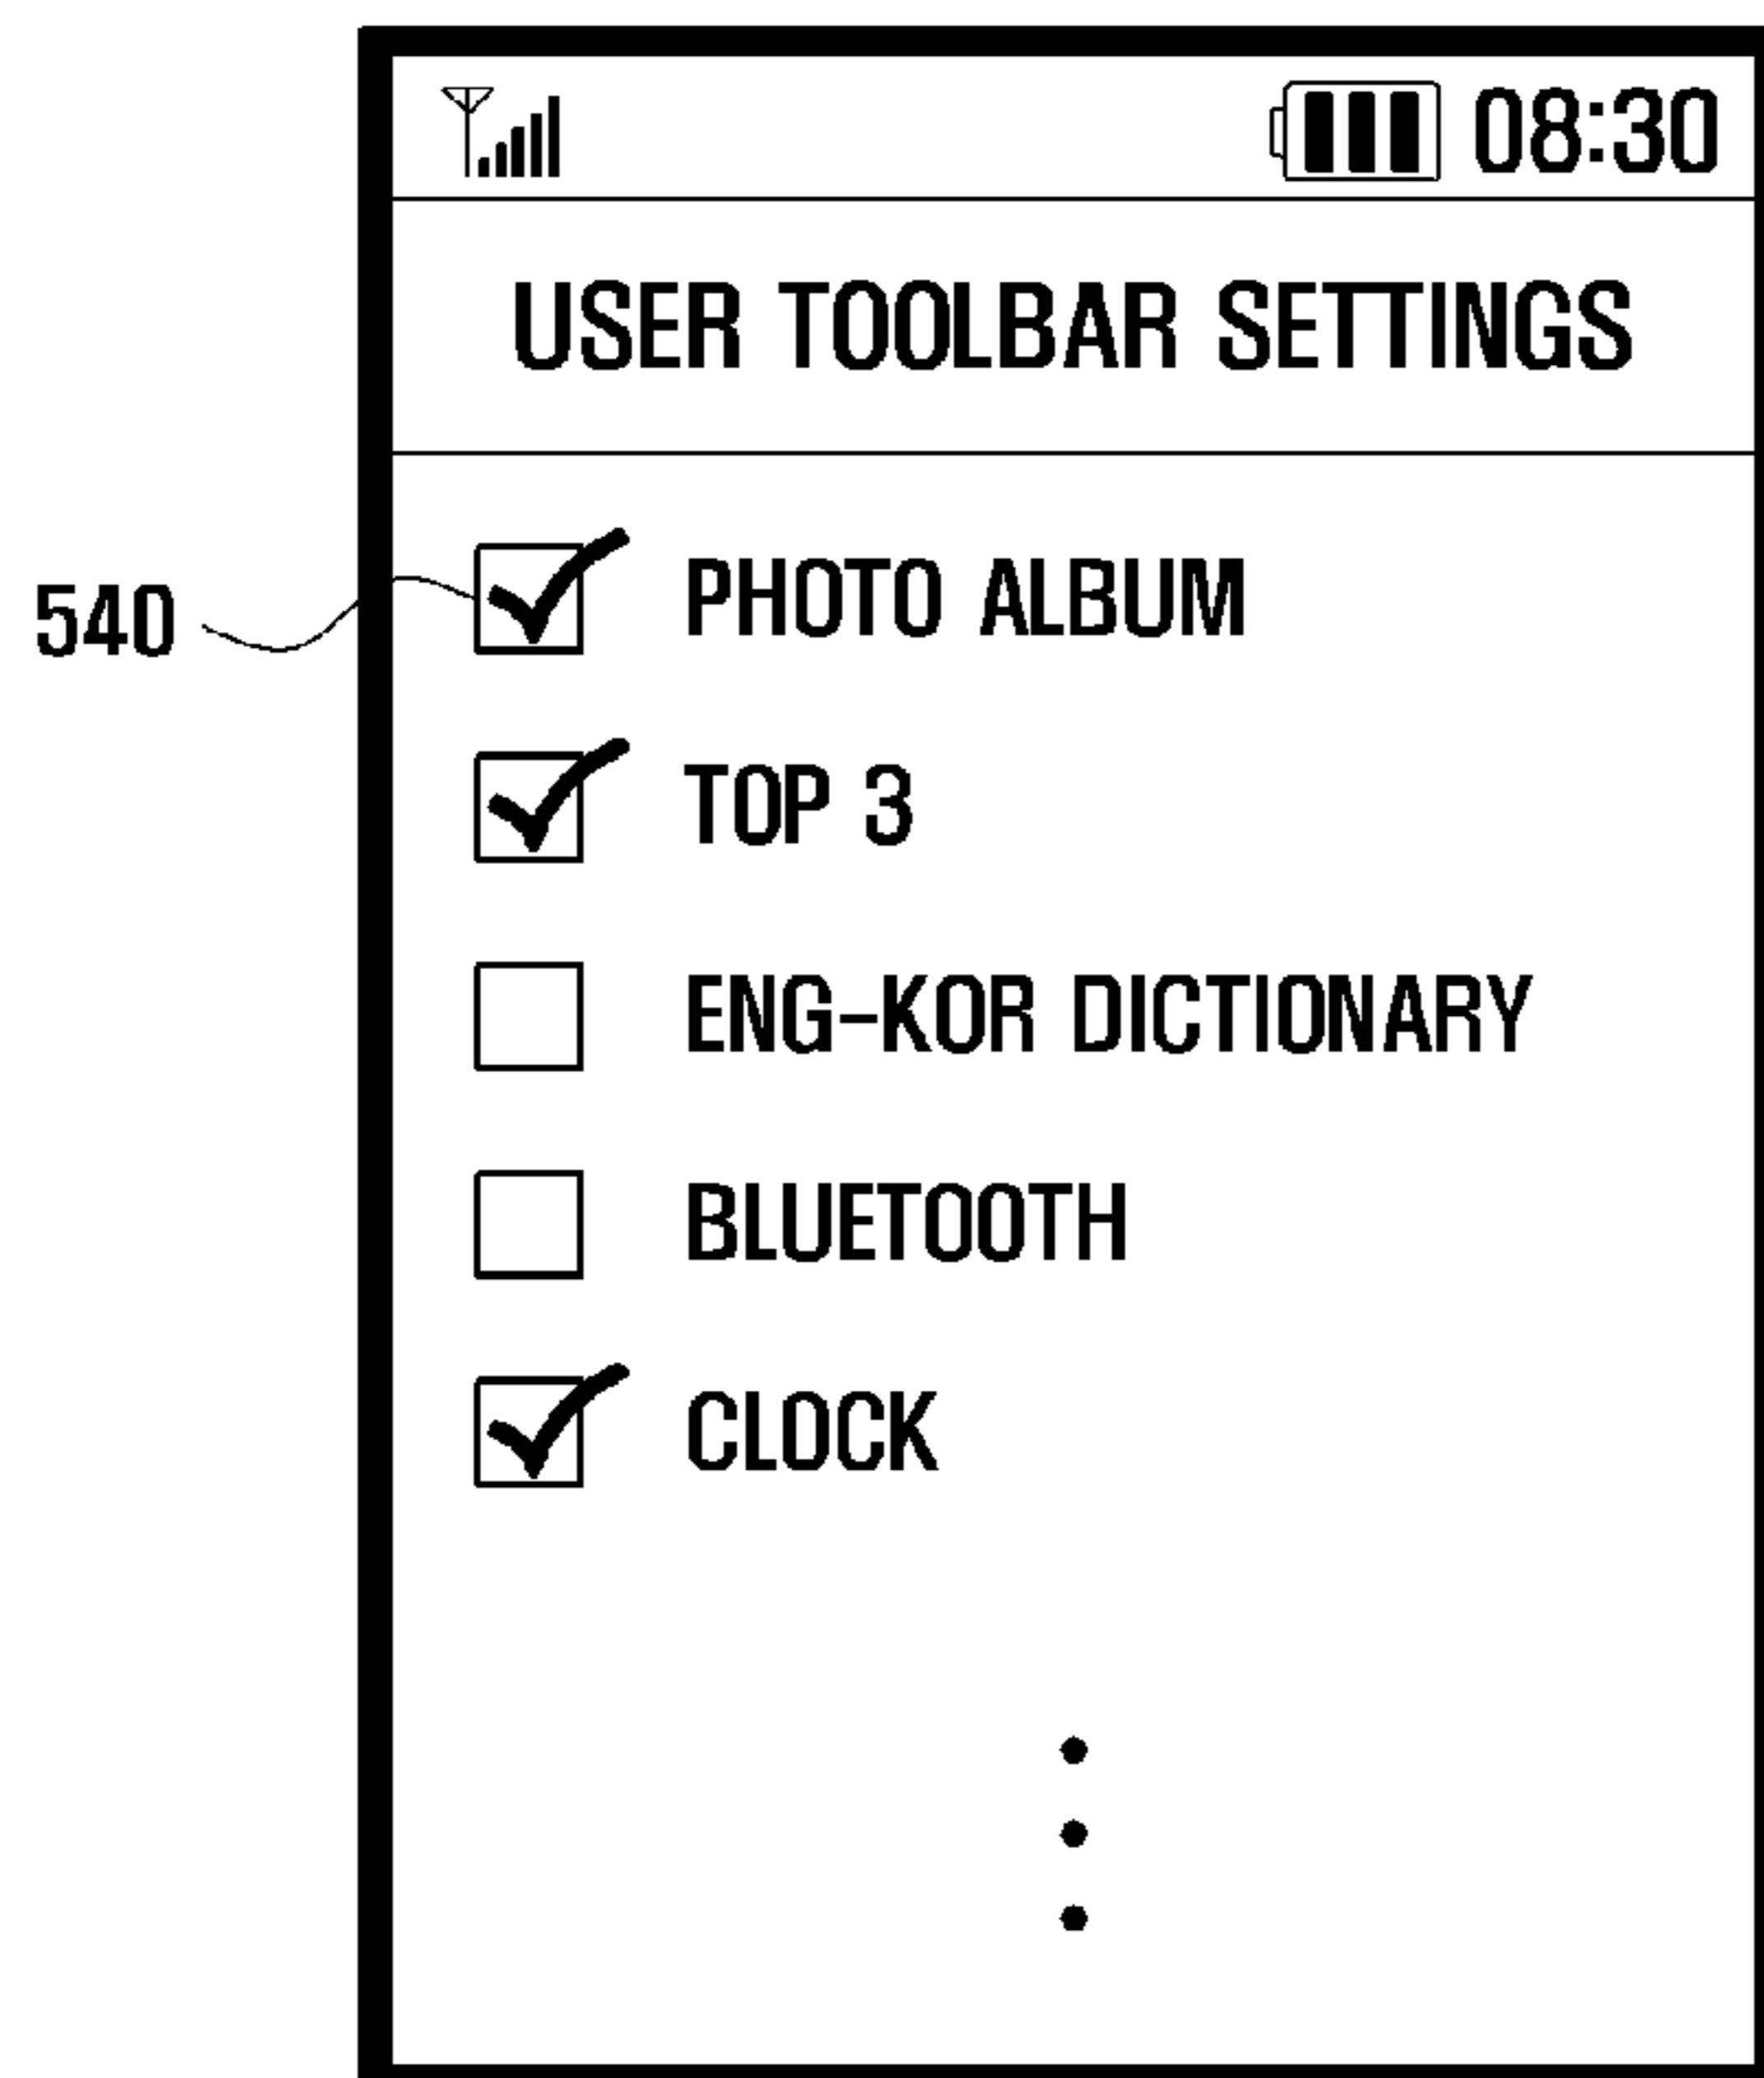 08:30
USER TOOLBAR SETTINGS
540
PHOTO ALBUM
TOP 3
ENG-KOR DICTIONARY
BLUETOOTH
CLOCK